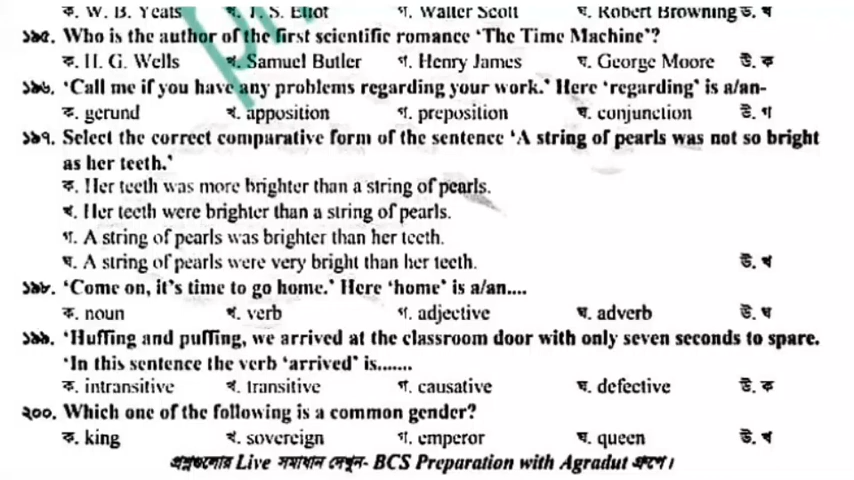 ক. W. B. Yeats খ. T. S. Eliot গ. Walter Scott ঘ. Robert Browning উ. খ
১৯৫. Who is the author of the first scientific romance ‘The Time Machine’?
ক. H. G. Wells খ. Samuel Butler গ. Henry James ঘ. George Moore উ. ক
১৯৬. ‘Call me if you have any problems regarding your work.’ Here ‘regarding’ is a/an-
ক. gerund খ. apposition গ. preposition ঘ. conjunction উ. গ
১৯৭. Select the correct comparative form of the sentence ‘A string of pearls was not so bright
as her teeth.’
ক. Her teeth was more brighter than a string of pearls.
খ. Her teeth were brighter than a string of pearls.
গ. A string of pearls was brighter than her teeth.
ঘ. A string of pearls were very bright than her teeth. উ. খ
১৯৮. ‘Come on, it’s time to go home.’ Here ‘home’ is a/an....
ক. noun খ. verb গ. adjective ঘ. adverb উ. ঘ
১৯৯. ‘Huffing and puffing, we arrived at the classroom door with only seven seconds to spare.
‘In this sentence the verb ‘arrived’ is.......
ক. intransitive খ. transitive গ. causative ঘ. defective উ. ক
২০০. Which one of the following is a common gender?
ক. king খ. sovereign গ. emperor ঘ. queen উ. খ
প্রশ্নগুলোর Live সমাধান দেখুন- BCS Preparation with Agradut গ্রুপে।